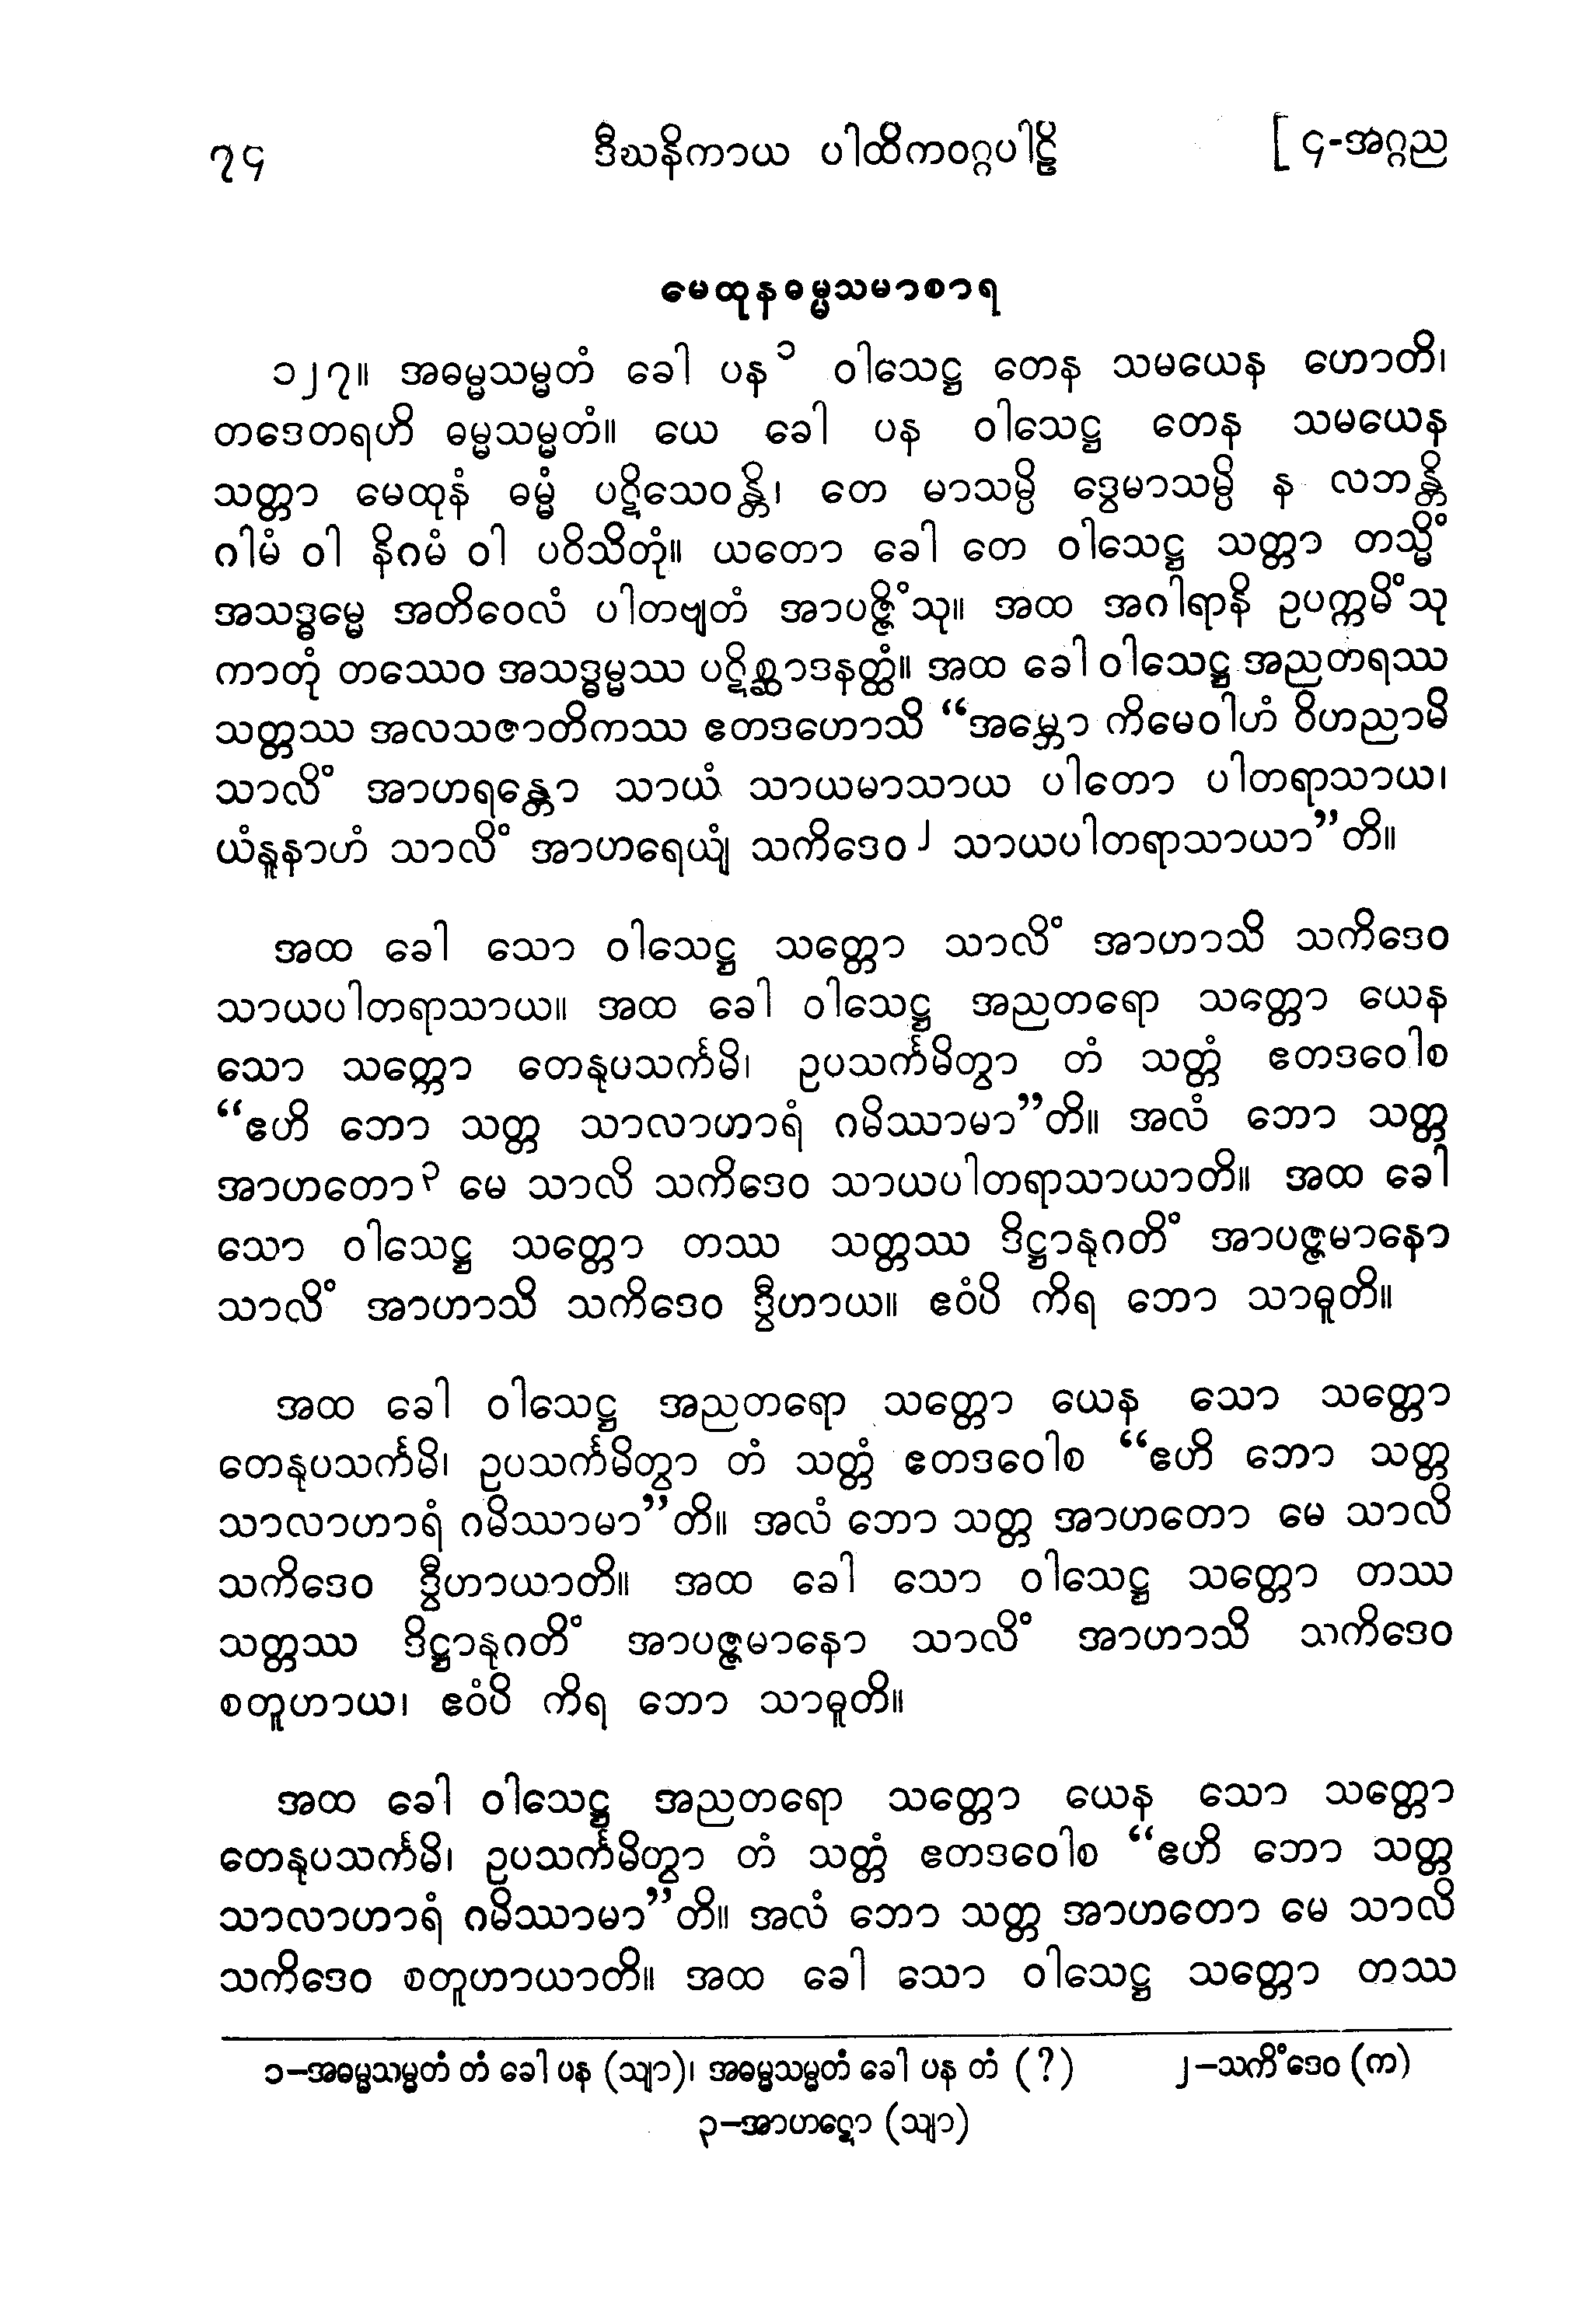 ၇၄ ဒီဃနိကာယ ပါထိကဝဂ္ဂပါဠိ [ ၄-အဂ္ဂည
မေထုနဓမ္မသမာစာရ
၁၂၇။ အဓမ္မသမ္မတံ ခေါ ပန၁ ဝါသေဋ္ဌ တေန သမယေန ဟောတိ၊
တဒေတရဟိ ဓမ္မသမ္မတံ။ ယေ ခေါ ပန ဝါသေဋ္ဌ တေန သမယေန
သတ္တာ မေထုနံ ဓမ္မံ ပဋိသေဝန္တိ၊ တေ မာသမ္ပိ ဒွေမာသမ္ပိ န လဘန္တိ
ဂါမံ ဝါ နိဂမံ ဝါ ပဝိသိတုံ။ ယတော ခေါ တေ ဝါသေဋ္ဌ သတ္တာ တသ္မိံ
အသဒ္ဓမ္မေ အတိဝေလံ ပါတဗျတံ အာပဇ္ဇိံသု။ အထ အဂါရာနိ ဥပက္ကမိံသု
ကာတုံ တဿေဝ အသဒ္ဓမ္မဿ ပဋိစ္ဆာဒနတ္ထံ။ အထ ခေါ ဝါသေဋ္ဌ အညတရဿ
သတ္တဿ အလသဇာတိကဿ ဧတဒဟောသိ “အမ္ဘော ကိမေဝါဟံ ဝိဟညာမိ
သာလိံ အာဟရန္တော သာယံ သာယမာသာယ ပါတော ပါတရာသာယ၊
ယံနူနာဟံ သာလိံ အာဟရေယျံ သကိဒေဝ၂ သာယပါတရာသာယာ”တိ။
အထ ခေါ သော ဝါသေဋ္ဌ သတ္တော သာလိံ အာဟာသိ သကိဒေဝ
သာယပါတရာသာယ။ အထ ခေါ ဝါသေဋ္ဌ အညတရော သတ္တော ယေန
သော သတ္တော တေနုပသင်္ကမိ၊ ဥပသင်္ကမိတွာ တံ သတ္တံ ဧတဒဝေါစ
“ဧဟိ ဘော သတ္တ သာလာဟာရံ ဂမိဿာမာ”တိ။ အလံ ဘော သတ္တ
အာဟတော၃ မေ သာလိ သကိဒေဝ သာယပါတရာသာယာတိ။ အထ ခေါ
သော ဝါသေဋ္ဌ သတ္တော တဿ သတ္တဿ ဒိဋ္ဌာနုဂတိံ အာပဇ္ဇမာနော
သာလိံ အာဟာသိ သကိဒေဝ ဒွီဟာယ။ ဧဝံပိ ကိရ ဘော သာဓူတိ။
အထ ခေါ ဝါသေဋ္ဌ အညတရော သတ္တော ယေန သော သတ္တော
တေနုပသင်္ကမိ၊ ဥပသင်္ကမိတွာ တံ သတ္တံ ဧတဒဝေါစ “ဧဟိ ဘော သတ္တ
သာလာဟာရံ ဂမိဿာမာ”တိ။ အလံ ဘော သတ္တ အာဟတော မေ သာလိ
သကိဒေဝ ဒွီဟာယာတိ။ အထ ခေါ သော ဝါသေဋ္ဌ သတ္တော တဿ
သတ္တဿ ဒိဋ္ဌာနုဂတိံ အာပဇ္ဇမာနော သာလိံ အာဟာသိ သကိဒေဝ
စတူဟာယ၊ ဧဝံပိ ကိရ ဘော သာဓူတိ။
အထ ခေါ ဝါသေဋ္ဌ အညတရော သတ္တော ယေန သော သတ္တော
တေနုပသင်္ကမိ၊ ဥပသင်္ကမိတွာ တံ သတ္တံ ဧတဒဝေါစ “ဧဟိ ဘော သတ္တ
သာလာဟာရံ ဂမိဿာမာ”တိ။ အလံ ဘော သတ္တ အာဟတော မေ သာလိ
သကိဒေဝ စတူဟာယာတိ။ အထ ခေါ သော ဝါသေဋ္ဌ သတ္တော တဿ
၁–အဓမ္မသမ္မတံ တံ ခေါ ပန (သျာ)၊ အဓမ္မသမ္မတံ ခေါ ပန တံ (?) ၂–သကိံဒေဝ (က)
၃–အာဟဋော (သျာ)